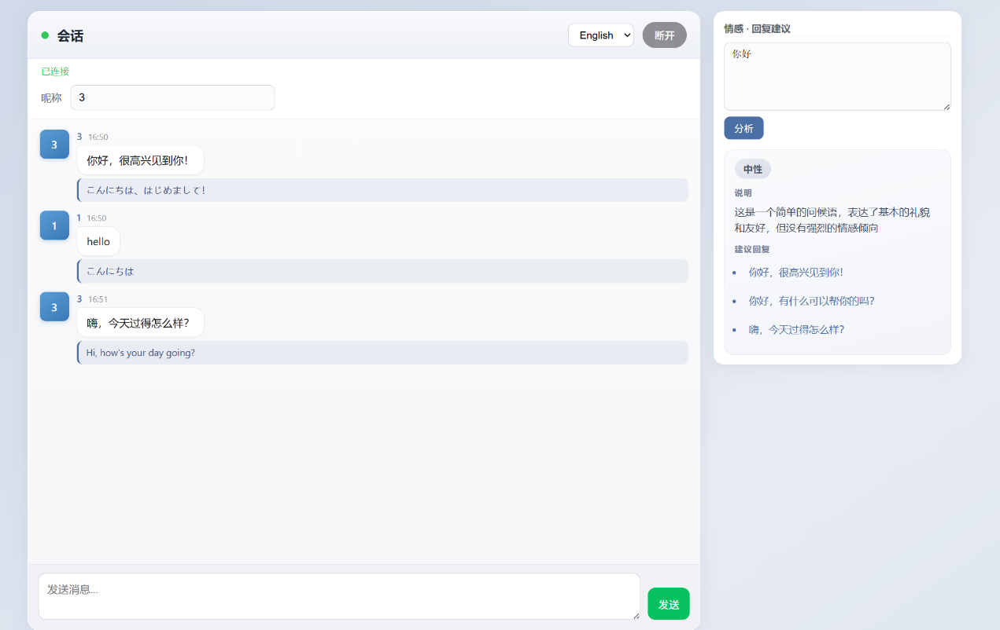 会话
English
断开
已连接
昵称
3
3
3 16:50
你好，很高兴见到你！
こんにちは、はじめまして！
1
1 16:50
hello
こんにちは
3
3 16:51
嗨，今天过得怎么样？
Hi, how's your day going?
发送消息...
发送
情感 · 回复建议
你好
分析
中性
说明
这是一个简单的问候语，表达了基本的礼貌
和友好，但没有强烈的情感倾向
建议回复
• 你好，很高兴见到你！
• 你好，有什么可以帮你的吗？
• 嗨，今天过得怎么样？